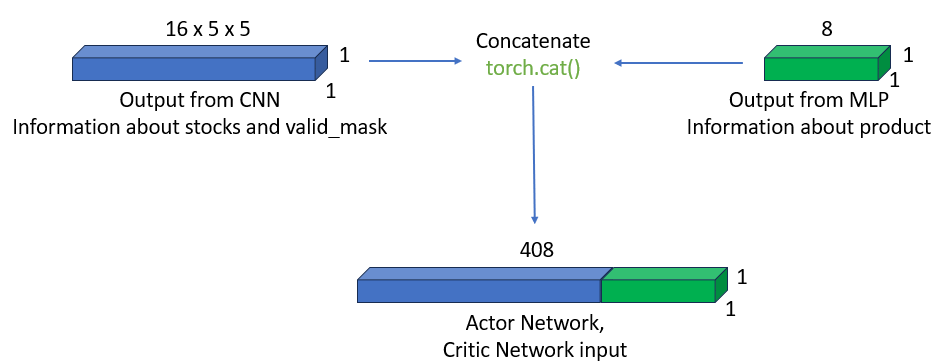 16 x 5 x 5
1
1
Output from CNN
Information about stocks and valid_mask
Concatenate
torch.cat()
8
1
1
Output from MLP
Information about product
408
1
1
Actor Network,
Critic Network input